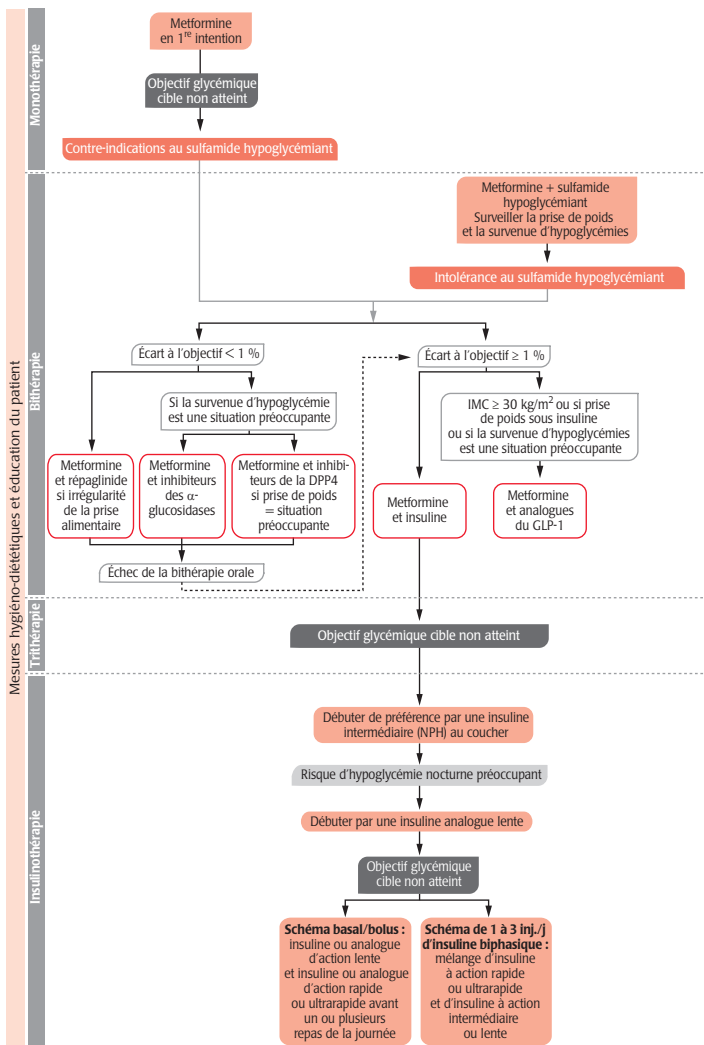 Mesures hygiéno-diététiques et éducation du patient
Monothérapie
Metformine
en 1re intention
Objectif glycémique
cible non atteint
Contre-indications au sulfamide hypoglycémiant
Bithérapie
Metformine + sulfamide
hypoglycémiant
Surveiller la prise de poids
et la survenue d'hypoglycémies
Intolérance au sulfamide hypoglycémiant
Écart à l'objectif < 1 %
Écart à l'objectif ≥ 1 %
Si la survenue d'hypoglycémie
est une situation préoccupante
IMC ≥ 30 kg/m² ou si prise
de poids sous insuline
ou si la survenue d'hypoglycémies
est une situation préoccupante
Metformine
et répaglinide
si irrégularité
de la prise
alimentaire
Metformine
et inhibiteurs
des α-
glucosidases
Metformine et inhibi-
teurs de la DPP4
si prise de poids
= situation
préoccupante
Metformine
et insuline
Metformine
et analogues
du GLP-1
Échec de la bithérapie orale
Trithérapie
Objectif glycémique cible non atteint
Insulinothérapie
Débuter de préférence par une insuline
intermédiaire (NPH) au coucher
Risque d'hypoglycémie nocturne préoccupant
Débuter par une insuline analogue lente
Objectif glycémique
cible non atteint
Schéma basal/bolus :
insuline ou analogue
d'action lente
et insuline ou analogue
d'action rapide
ou ultrarapide avant
un ou plusieurs
repas de la journée
Schéma de 1 à 3 inj./j
d'insuline biphasique :
mélange d'insuline
à action rapide
ou ultrarapide
et d'insuline à action
intermédiaire
ou lente